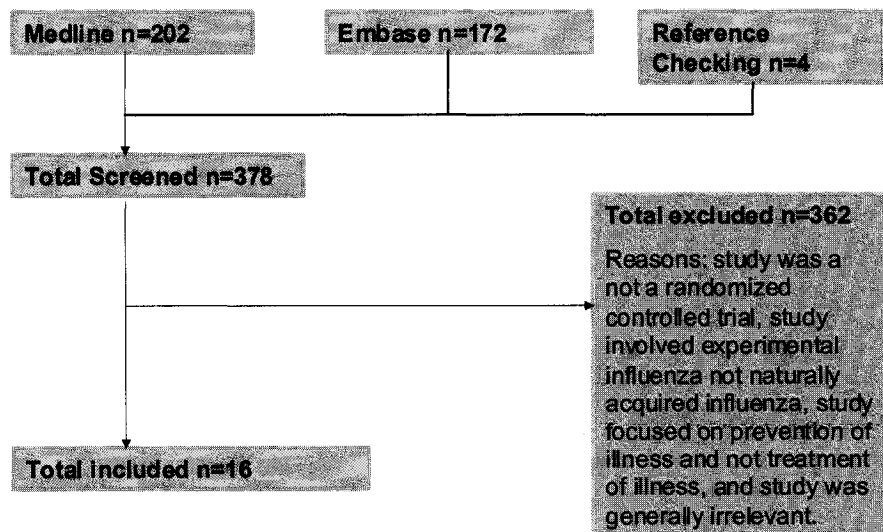 Medline n=202
Embase n=172
Reference
Checking n=4
Total Screened n=378
Total excluded n=362
Reasons: study was a
not a randomized
controlled trial, study
involved experimental
influenza not naturally
acquired influenza, study
focused on prevention of
illness and not treatment
of illness, and study was
generally irrelevant.
Total included n=16